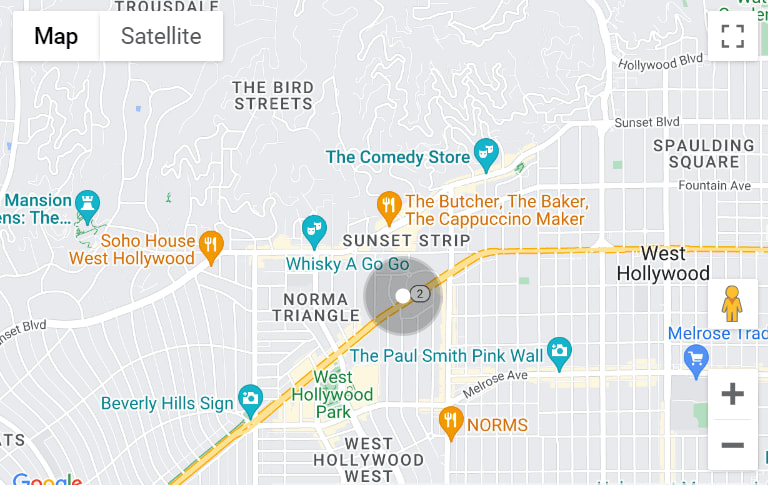 TROUSDALE
Map
Satellite
Hollywood Blvd
THE BIRD
STREETS
Sunset Blvd
SPAULDING
SQUARE
The Comedy Store
Fountain Ave
Mansion
ens: The...
The Butcher, The Baker,
The Cappuccino Maker
Soho House
West Hollywood
SUNSET STRIP
Whisky A Go Go
West
Hollywood
2
NORMA
TRIANGLE
unset Blvd
Melrose Trad
The Paul Smith Pink Wall
West
Hollywood
Park
Melrose Ave
Beverly Hills Sign
NORMS
ATS
WEST
HOLLYWOOD
WEST
Google